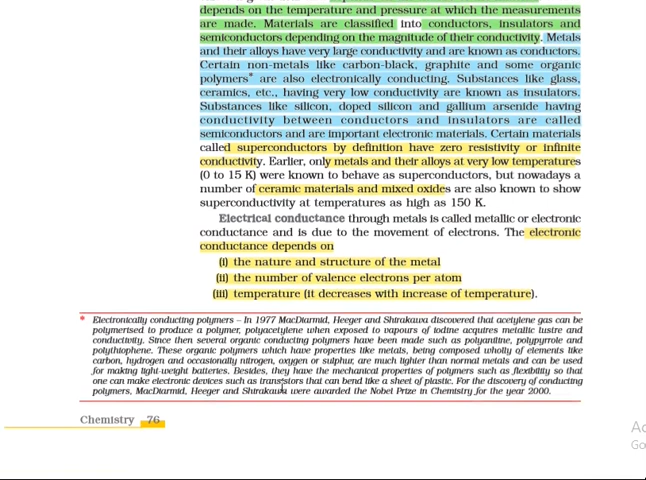 depends on the temperature and pressure at which the measurements
are made. Materials are classified into conductors, insulators and
semiconductors depending on the magnitude of their conductivity. Metals
and their alloys have very large conductivity and are known as conductors.
Certain non-metals like carbon-black, graphite and some organic
polymers* are also electronically conducting. Substances like glass,
ceramics, etc., having very low conductivity are known as insulators.
Substances like silicon, doped silicon and gallium arsenide having
conductivity between conductors and insulators are called
semiconductors and are important electronic materials. Certain materials
called superconductors by definition have zero resistivity or infinite
conductivity. Earlier, only metals and their alloys at very low temperatures
(0 to 15 K) were known to behave as superconductors, but nowadays a
number of ceramic materials and mixed oxides are also known to show
superconductivity at temperatures as high as 150 K.
Electrical conductance through metals is called metallic or electronic
conductance and is due to the movement of electrons. The electronic
conductance depends on
(i) the nature and structure of the metal
(ii) the number of valence electrons per atom
(iii) temperature (it decreases with increase of temperature).
* Electronically conducting polymers – In 1977 MacDiarmid, Heeger and Shirakawa discovered that acetylene gas can be
polymerised to produce a polymer, polyacetylene when exposed to vapours of iodine acquires metallic lustre and
conductivity. Since then several organic conducting polymers have been made such as polyaniline, polypyrrole and
polythiophene. These organic polymers which have properties like metals, being composed wholly of elements like
carbon, hydrogen and occasionally nitrogen, oxygen or sulphur, are much lighter than normal metals and can be used
for making light-weight batteries. Besides, they have the mechanical properties of polymers such as flexibility so that
one can make electronic devices such as transistors that can bend like a sheet of plastic. For the discovery of conducting
polymers, MacDiarmid, Heeger and Shirakawa were awarded the Nobel Prize in Chemistry for the year 2000.
Chemistry 76